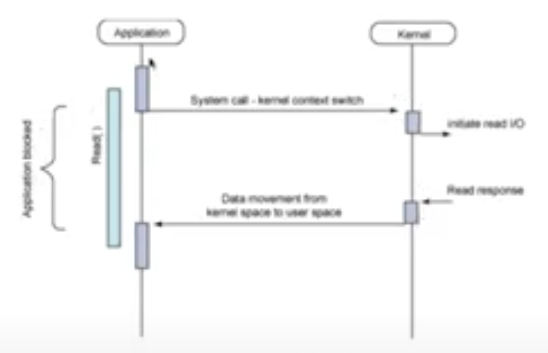 Application
Kernel
System call - kernel context switch
initiate read I/O
Application blocked
Read( )
Read response
Data movement from
kernel space to user space